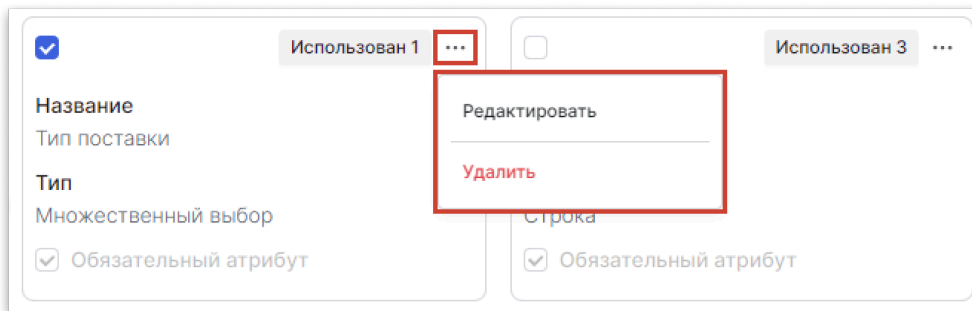 Использован 1 ...
Использован 3 ...
Название
Тип поставки
Тип
Множественный выбор
Обязательный атрибут
Редактировать
Удалить
Строка
Обязательный атрибут